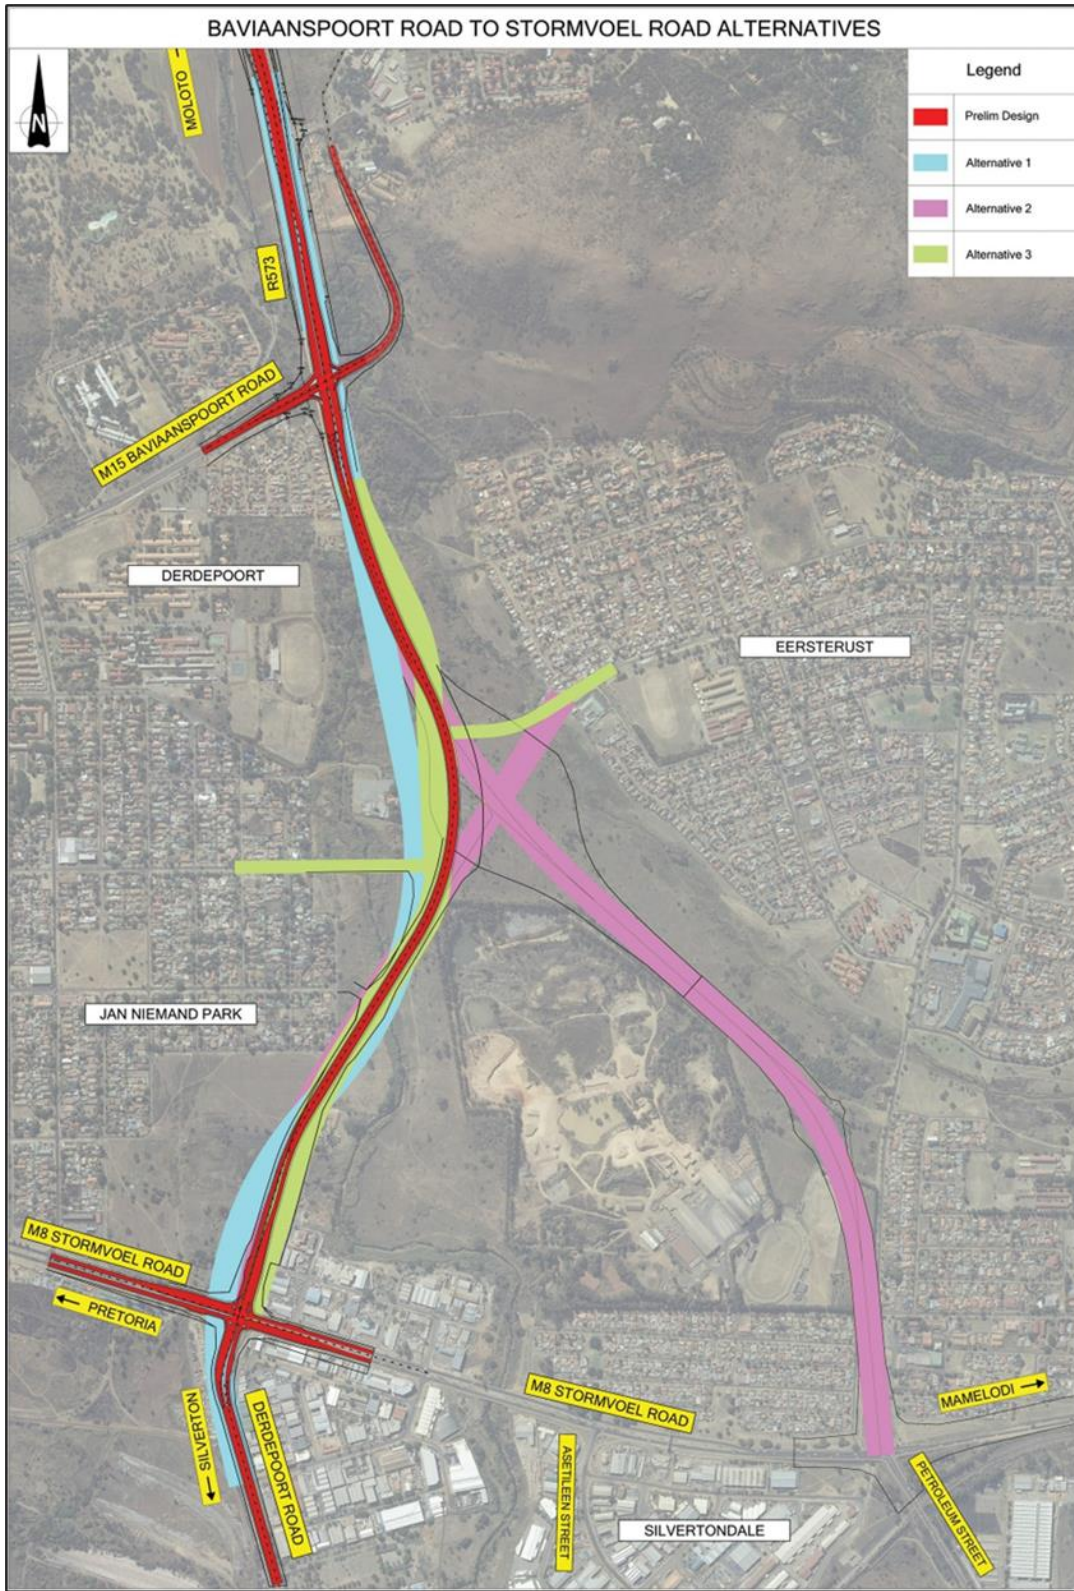 BAVIAANSPOORT ROAD TO STORMVOEL ROAD ALTERNATIVES
N
MOLOTO
Legend
Prelim Design
Alternative 1
Alternative 2
Alternative 3
R573
M15 BAVIAANSPOORT ROAD
DERDEPOORT
EERSTERUST
JAN NIEMAND PARK
M8 STORMVOEL ROAD
PRETORIA
SILVERTON
DERDEPOORT ROAD
M8 STORMVOEL ROAD
MAMELODI
ASETILEEN STREET
PETROLEUM STREET
SILVERTONDALE